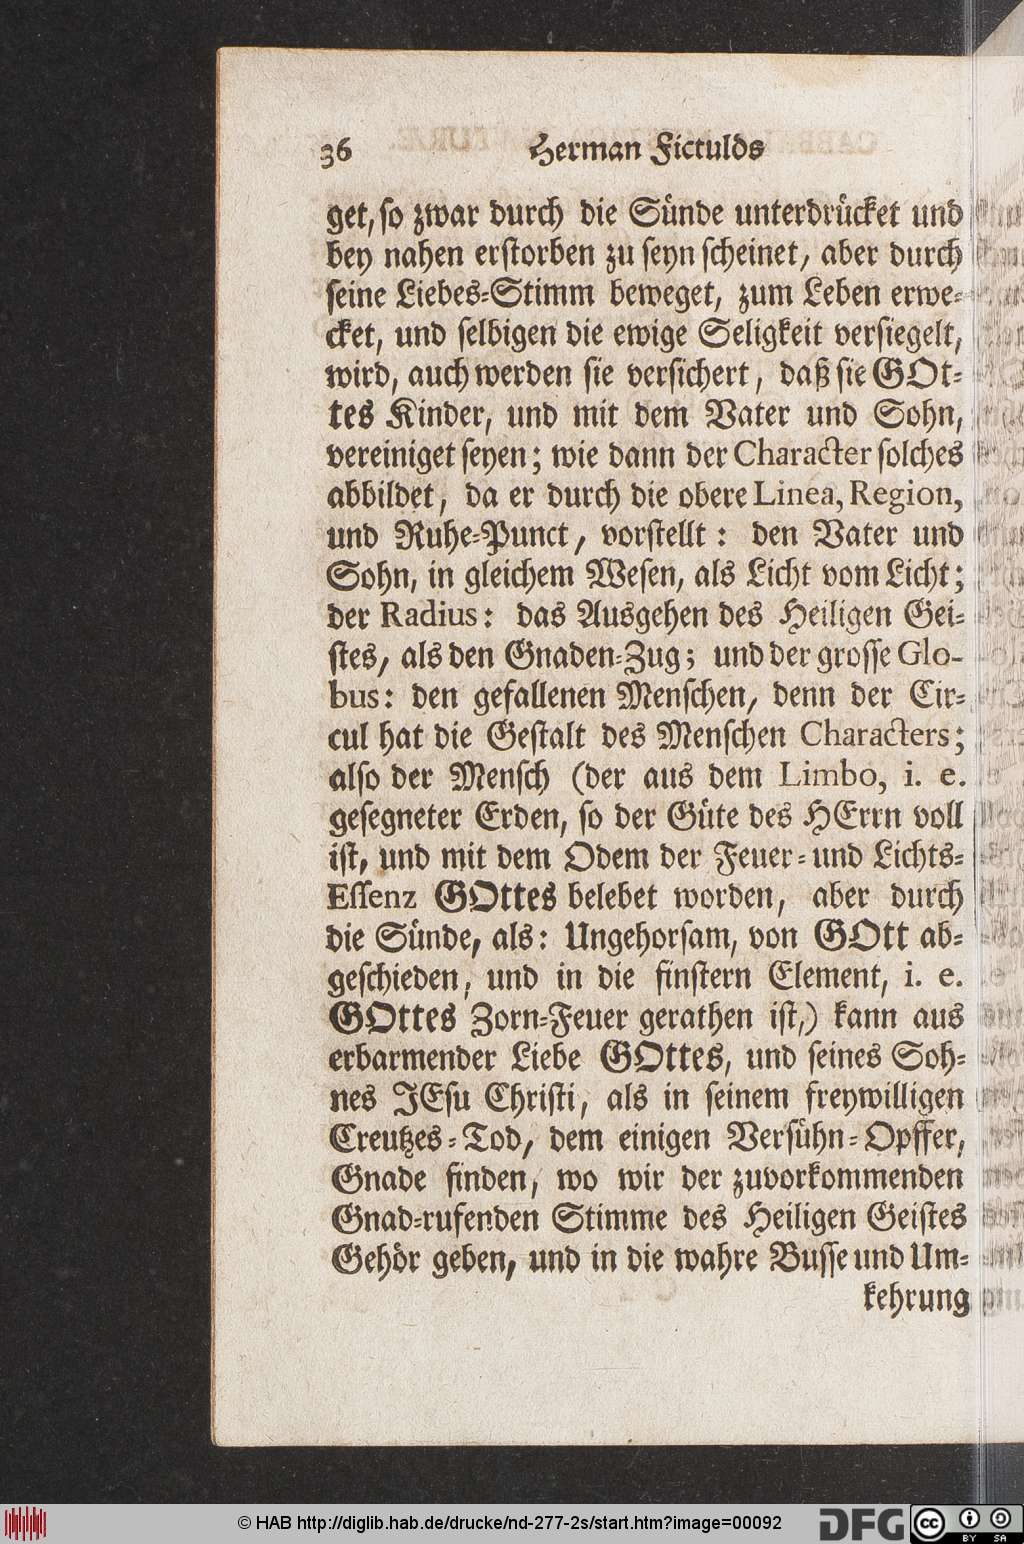 36 Herman Fictulds
get, so zwar durch die Sünde unterdrücket und
bey nahen erstorben zu seyn scheinet, aber durch
seine Liebes-Stimm beweget, zum Leben erwe-
cket, und selbigen die ewige Seligkeit versiegelt,
wird, auch werden sie versichert, daß sie GOt-
tes Kinder, und mit dem Vater und Sohn,
vereiniget seyen; wie dann der Character solches
abbildet, da er durch die obere Linea, Region,
und Ruhe-Punct, vorstellt: den Vater und
Sohn, in gleichem Wesen, als Licht vom Licht;
der Radius: das Ausgehen des Heiligen Gei-
stes, als den Gnaden-Zug; und der grosse Glo-
bus: den gefallenen Menschen, denn der Cir-
cul hat die Gestalt des Menschen Characters;
also der Mensch (der aus dem Limbo, i. e.
gesegneter Erden, so der Güte des HErrn voll
ist, und mit dem Odem der Feuer- und Lichts-
Essenz GOttes belebet worden, aber durch
die Sünde, als: Ungehorsam, von GOtt ab-
geschieden, und in die finstern Element, i. e.
GOttes Zorn-Feuer gerathen ist,) kann aus
erbarmender Liebe GOttes, und seines Soh-
nes JEsu Christi, als in seinem freywilligen
Creutzes-Tod, dem einigen Versühn-Opffer,
Gnade finden, wo wir der zuvorkommenden
Gnad-rufenden Stimme des Heiligen Geistes
Gehör geben, und in die wahre Busse und Um-
kehrung
© HAB http://diglib.hab.de/drucke/nd-277-2s/start.htm?image=00092
DFG
cc BY SA